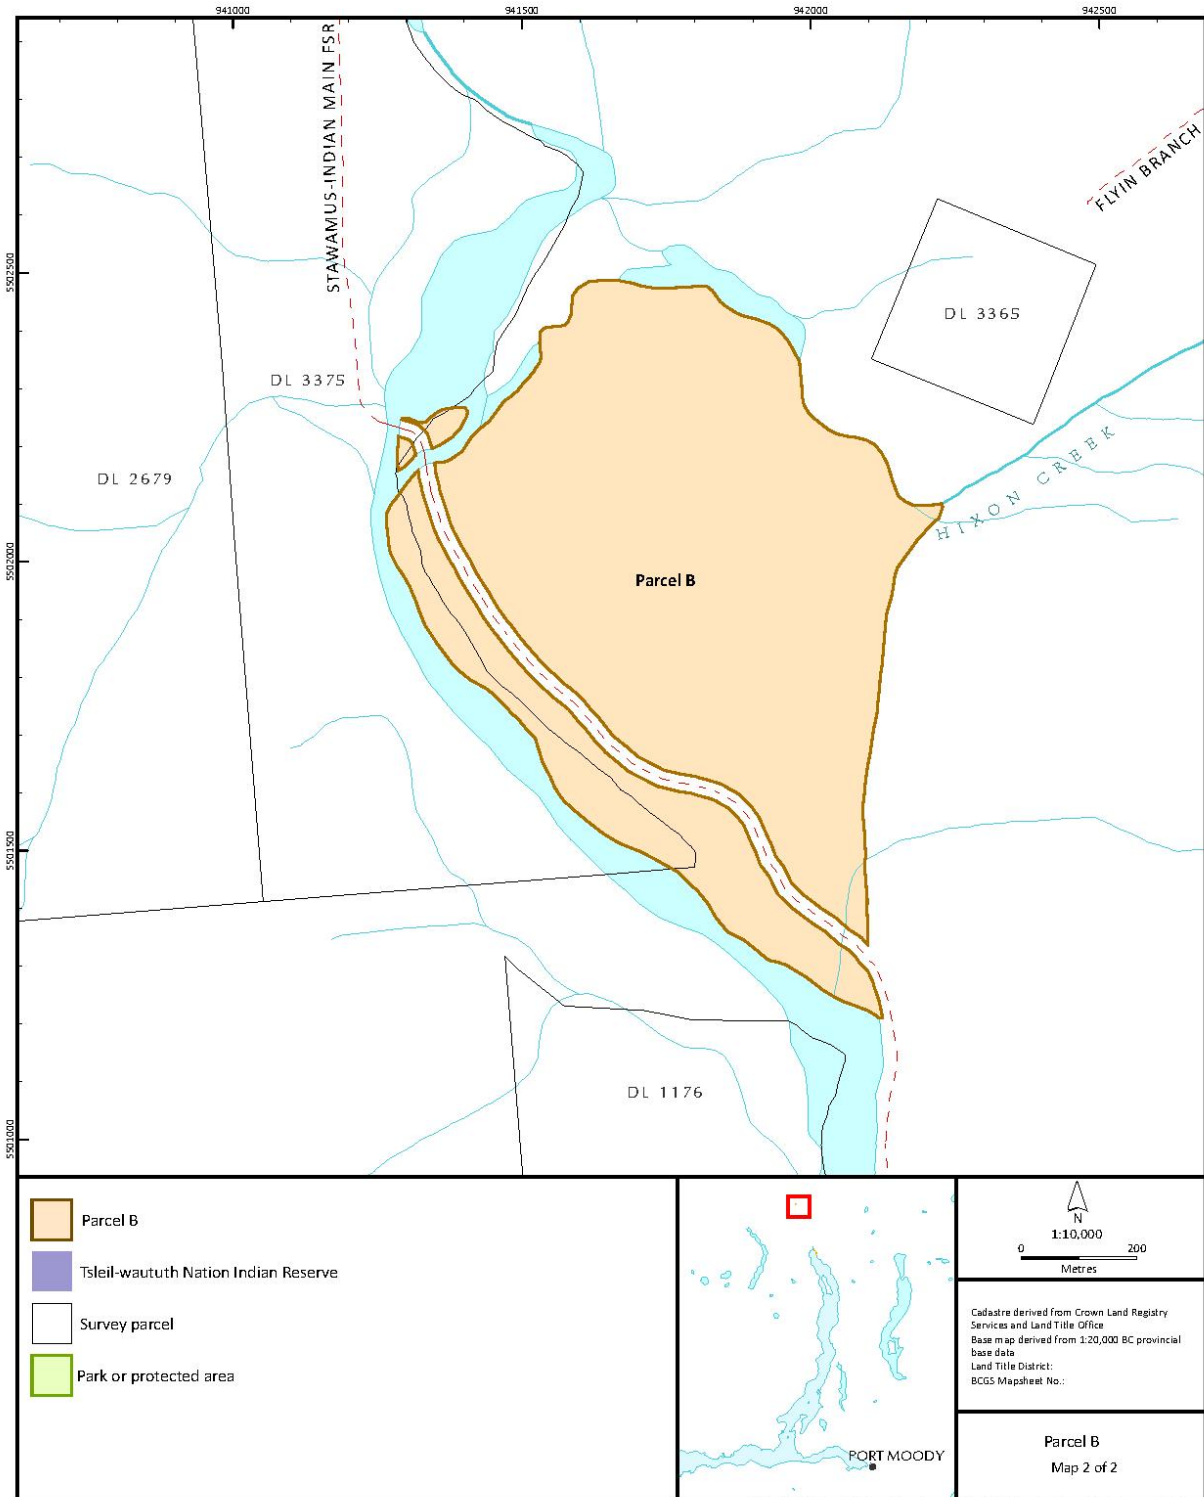 941000
941500
942000
942500
STAWAMUS-INDIAN MAIN FSR
FLYIN BRANCH
5502500
DL 3365
DL 3375
DL 2679
HIXON CREEK
5502000
Parcel B
5501500
DL 1176
5501000
Parcel B
Tsleil-waututh Nation Indian Reserve
Survey parcel
Park or protected area
PORT MOODY
N
1:10,000
0 200
Metres
Cadastre derived from Crown Land Registry
Services and Land Title Office
Base map derived from 1:20,000 BC provincial
base data
Land Title District:
BCGS Mapsheet No.:
Parcel B
Map 2 of 2